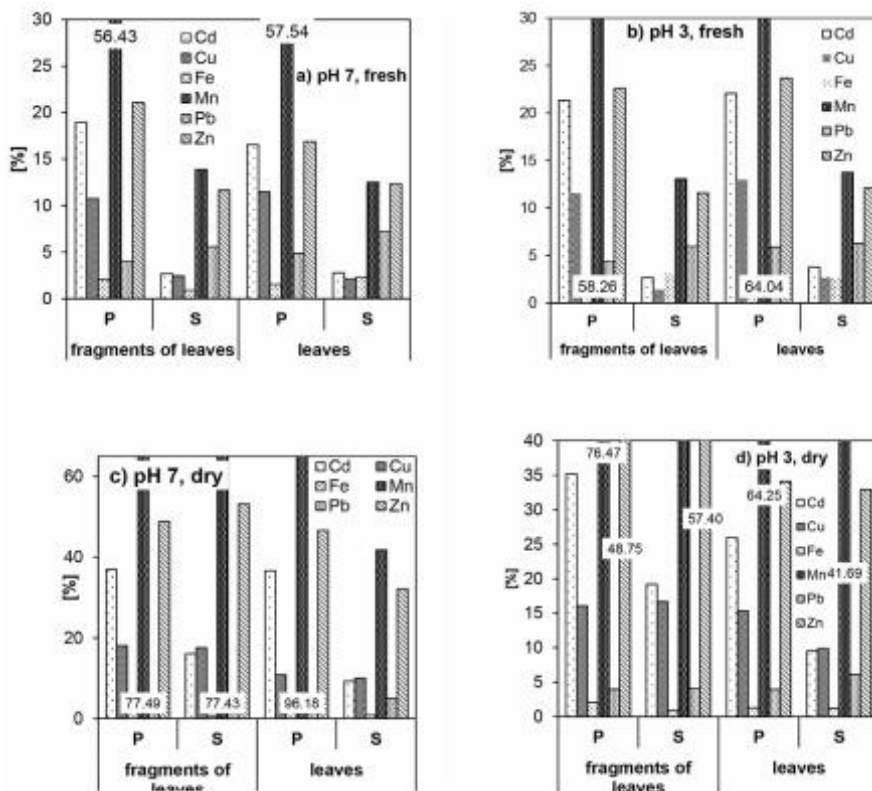 30
25
20
15
10
5
0
[%]
56.43
57.54
Cd
Cu
Fe
Mn
Pb
Zn
a) pH 7, fresh
P
S
P
S
fragments of leaves
leaves
30
25
20
15
10
5
0
[%]
b) pH 3, fresh
Cd
Cu
Fe
Mn
Pb
Zn
58.26
64.04
P
S
P
S
fragments of leaves
leaves
60
40
20
0
[%]
c) pH 7, dry
Cd
Cu
Fe
Mn
Pb
Zn
77.49
77.43
96.18
P
S
P
S
fragments of
leaves
leaves
40
35
30
25
20
15
10
5
0
[%]
76.47
d) pH 3, dry
64.25
57.40
48.75
41.69
Cd
Cu
Fe
Mn
Pb
Zn
P
S
P
S
fragments of
leaves
leaves